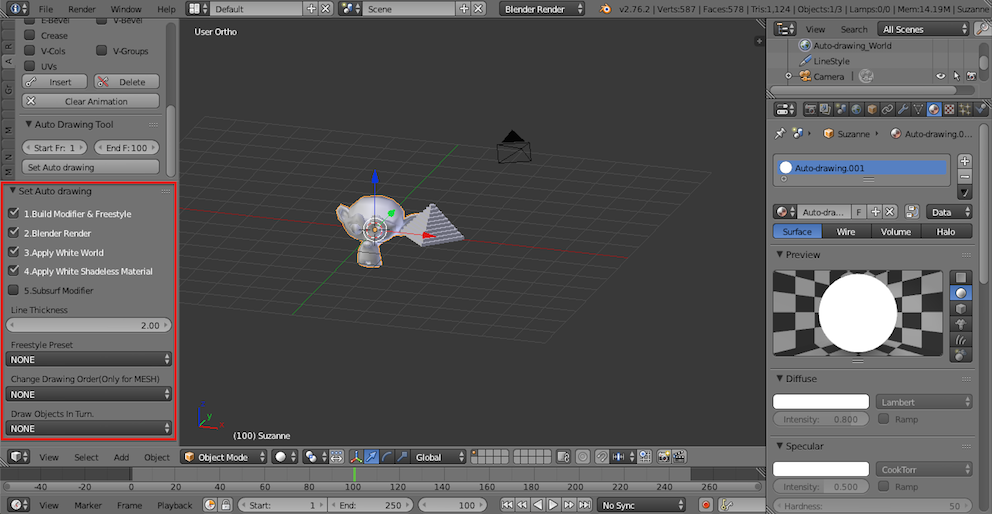 File Render Window Help Default Scene Blender Render v2.76.2 | Verts:587 | Faces:578 | Tris:1,124 | Objects:1/3 | Lamps:0/0 | Mem:14.19M | Suzanne
E-Bevel V-Bevel
Crease
V-Cols V-Groups
UVs
Insert Delete
Clear Animation
Auto Drawing Tool
Start Fr: 1 End F: 100
Set Auto drawing
Set Auto drawing
1.Build Modifier & Freestyle
2.Blender Render
3.Apply White World
4.Apply White Shadeless Material
5.Subsurf Modifier
Line Thickness
2.00
Freestyle Preset
NONE
Change Drawing Order(Only for MESH)
NONE
Draw Objects In Turn.
NONE
R
A
Gr
M
M
N
User Ortho
z
y
x
(100) Suzanne
View Select Add Object Object Mode Global
-40 -20 0 20 40 60 80 100 120 140 160 180 200 220 240 260
View Marker Frame Playback Start: 1 End: 250 100 No Sync
View Search All Scenes
Auto-drawing_World
LineStyle
Camera
Suzanne Auto-drawing.0...
Auto-drawing.001
Auto-dra... F Data
Surface Wire Volume Halo
Preview
Diffuse
Lambert
Intensity: 0.800 Ramp
Specular
CookTorr
Intensity: 0.500 Ramp
Hardness: 50